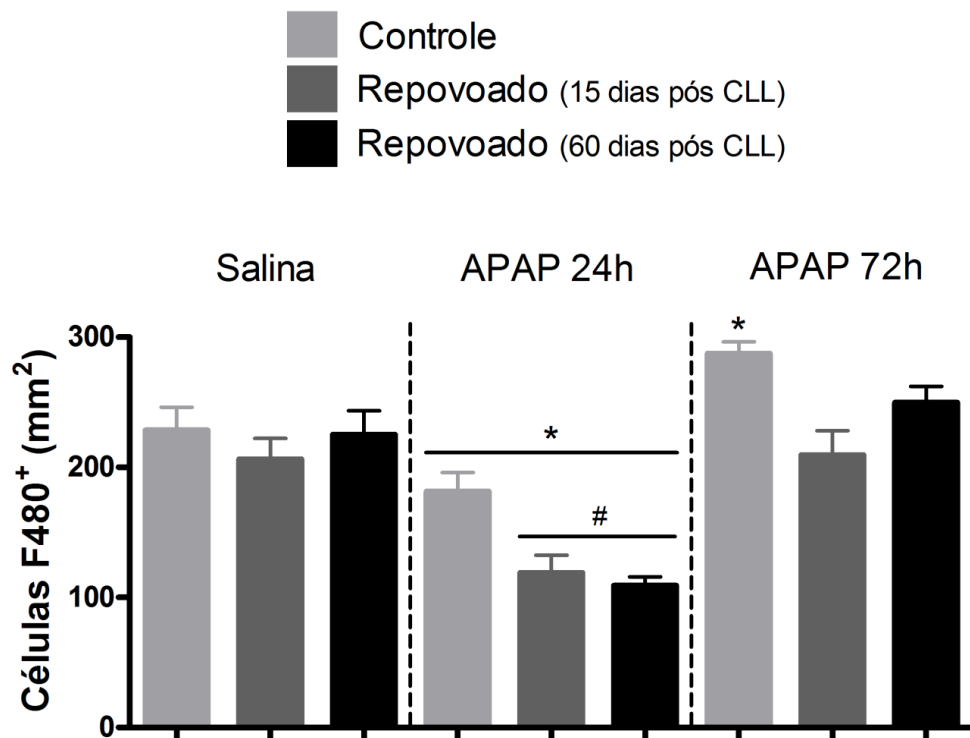 Controle
Repovoado (15 dias pós CLL)
Repovoado (60 dias pós CLL)
Salina
APAP 24h
APAP 72h
Células F480⁺ (mm²)
300
200
100
0
*
#
*